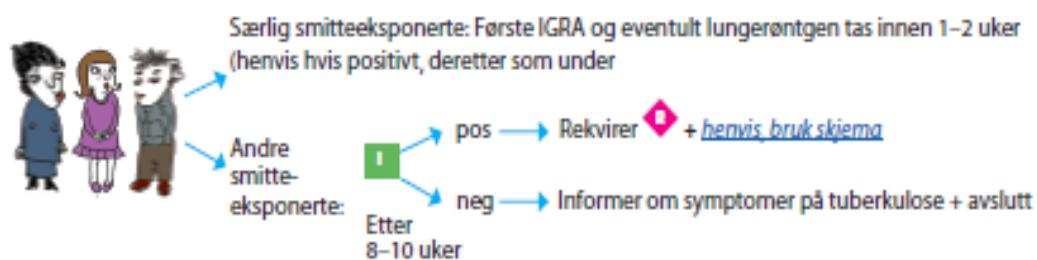 Særlig smitteeksponerte: Første IGRA og eventult lungerøntgen tas innen 1–2 uker
(henvis hvis positivt, deretter som under
Andre
smitte-
eksponerte:
I
Etter
8–10 uker
pos
Rekvirer R + henvis, bruk skjema
neg
Informer om symptomer på tuberkulose + avslutt